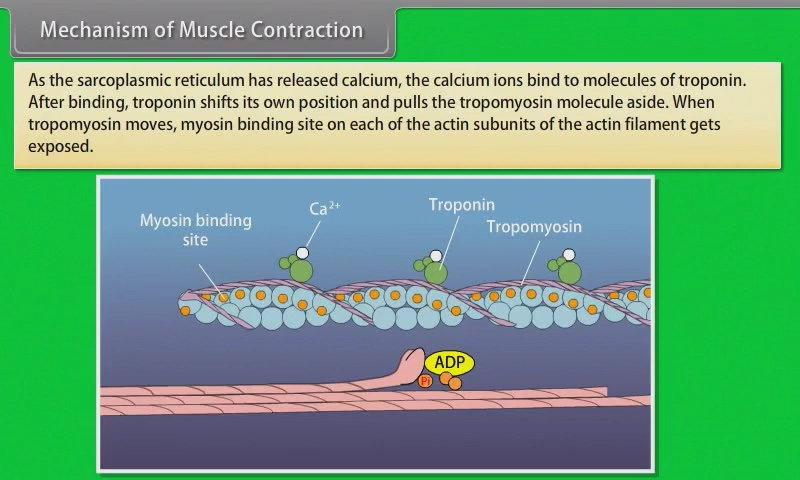 Mechanism of Muscle Contraction
As the sarcoplasmic reticulum has released calcium, the calcium ions bind to molecules of troponin.
After binding, troponin shifts its own position and pulls the tropomyosin molecule aside. When
tropomyosin moves, myosin binding site on each of the actin subunits of the actin filament gets
exposed.
Myosin binding
site
Ca²⁺
Troponin
Tropomyosin
ADP
Pi